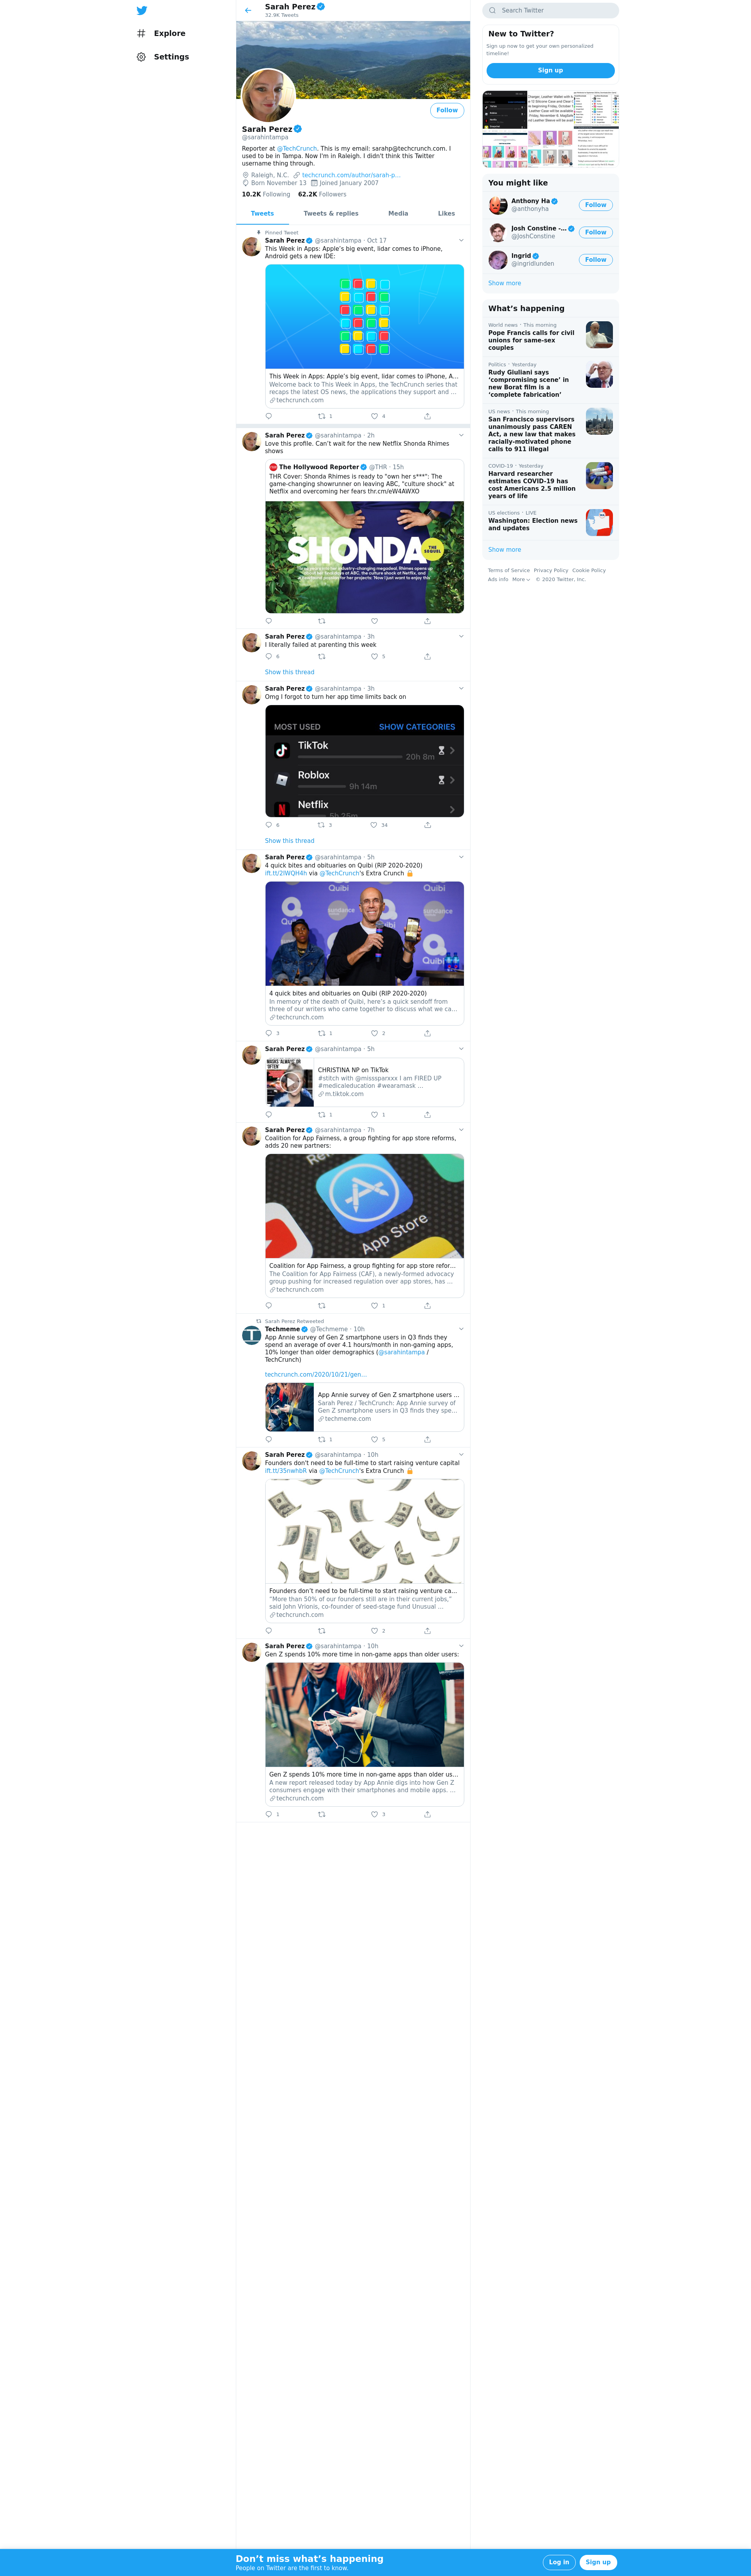 Explore
Settings
Sarah Perez
32.9K Tweets
Follow
Sarah Perez
@sarahintampa
Reporter at @TechCrunch. This is my email: sarahp@techcrunch.com. I
used to be in Tampa. Now I'm in Raleigh. I didn't think this Twitter
username thing through.
Raleigh, N.C. techcrunch.com/author/sarah-p…
Born November 13 Joined January 2007
10.2K Following 62.2K Followers
Tweets Tweets & replies Media Likes
Pinned Tweet
Sarah Perez @sarahintampa · Oct 17
This Week in Apps: Apple's big event, lidar comes to iPhone,
Android gets a new IDE:
This Week in Apps: Apple's big event, lidar comes to iPhone, A…
Welcome back to This Week in Apps, the TechCrunch series that
recaps the latest OS news, the applications they support and …
techcrunch.com
1 4
Sarah Perez @sarahintampa · 2h
Love this profile. Can't wait for the new Netflix Shonda Rhimes
shows
The Hollywood Reporter @THR · 15h
THR Cover: Shonda Rhimes is ready to "own her s***": The
game-changing showrunner on leaving ABC, "culture shock" at
Netflix and overcoming her fears thr.cm/eW4AWXO
SHONDA
THE
SEQUEL
Sarah Perez @sarahintampa · 3h
I literally failed at parenting this week
6 5
Show this thread
Sarah Perez @sarahintampa · 3h
Omg I forgot to turn her app time limits back on
MOST USED SHOW CATEGORIES
TikTok
20h 8m
Roblox
9h 14m
Netflix
5h 25m
6 3 34
Show this thread
Sarah Perez @sarahintampa · 5h
4 quick bites and obituaries on Quibi (RIP 2020-2020)
ift.tt/2IWQH4h via @TechCrunch's Extra Crunch
Quibi
sundance
4 quick bites and obituaries on Quibi (RIP 2020-2020)
In memory of the death of Quibi, here's a quick sendoff from
three of our writers who came together to discuss what we ca…
techcrunch.com
3 1 2
Sarah Perez @sarahintampa · 5h
MASKS 'ALWAYS' OR
'OFTEN'
CHRISTINA NP on TikTok
#stitch with @misssparxxx I am FIRED UP
#medicaleducation #wearamask …
m.tiktok.com
1 1
Sarah Perez @sarahintampa · 7h
Coalition for App Fairness, a group fighting for app store reforms,
adds 20 new partners:
App Store
Coalition for App Fairness, a group fighting for app store refor…
The Coalition for App Fairness (CAF), a newly-formed advocacy
group pushing for increased regulation over app stores, has …
techcrunch.com
1
Sarah Perez Retweeted
Techmeme @Techmeme · 10h
App Annie survey of Gen Z smartphone users in Q3 finds they
spend an average of over 4.1 hours/month in non-gaming apps,
10% longer than older demographics (@sarahintampa /
TechCrunch)
techcrunch.com/2020/10/21/gen…
App Annie survey of Gen Z smartphone users …
Sarah Perez / TechCrunch: App Annie survey of
Gen Z smartphone users in Q3 finds they spe…
techmeme.com
1 5
Sarah Perez @sarahintampa · 10h
Founders don't need to be full-time to start raising venture capital
ift.tt/35nwhbR via @TechCrunch's Extra Crunch
Founders don't need to be full-time to start raising venture ca…
"More than 50% of our founders still are in their current jobs,"
said John Vrionis, co-founder of seed-stage fund Unusual …
techcrunch.com
2
Sarah Perez @sarahintampa · 10h
Gen Z spends 10% more time in non-game apps than older users:
Gen Z spends 10% more time in non-game apps than older us…
A new report released today by App Annie digs into how Gen Z
consumers engage with their smartphones and mobile apps. …
techcrunch.com
1 3
Search Twitter
New to Twitter?
Sign up now to get your own personalized
timeline!
Sign up
You might like
Anthony Ha
@anthonyha
Follow
Josh Constine -…
@JoshConstine
Follow
Ingrid
@ingridlunden
Follow
Show more
What's happening
World news · This morning
Pope Francis calls for civil
unions for same-sex
couples
Politics · Yesterday
Rudy Giuliani says
'compromising scene' in
new Borat film is a
'complete fabrication'
US news · This morning
San Francisco supervisors
unanimously pass CAREN
Act, a new law that makes
racially-motivated phone
calls to 911 illegal
COVID-19 · Yesterday
Harvard researcher
estimates COVID-19 has
cost Americans 2.5 million
years of life
US elections · LIVE
Washington: Election news
and updates
Show more
Terms of Service Privacy Policy Cookie Policy
Ads info More © 2020 Twitter, Inc.
Don't miss what's happening
People on Twitter are the first to know.
Log in Sign up